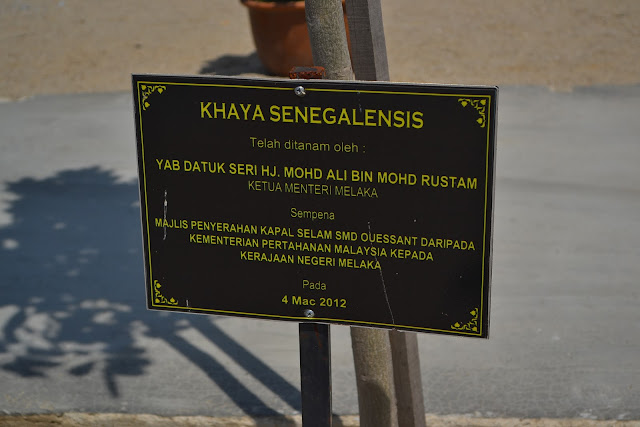 KHAYA SENEGALENSIS
Telah ditanam oleh :
YAB DATUK SERI HJ. MOHD ALI BIN MOHD RUSTAM
KETUA MENTERI MELAKA
Sempena
MAJLIS PENYERAHAN KAPAL SELAM SMD OUESSANT DARIPADA
KEMENTERIAN PERTAHANAN MALAYSIA KEPADA
KERAJAAN NEGERI MELAKA
Pada
4 Mac 2012